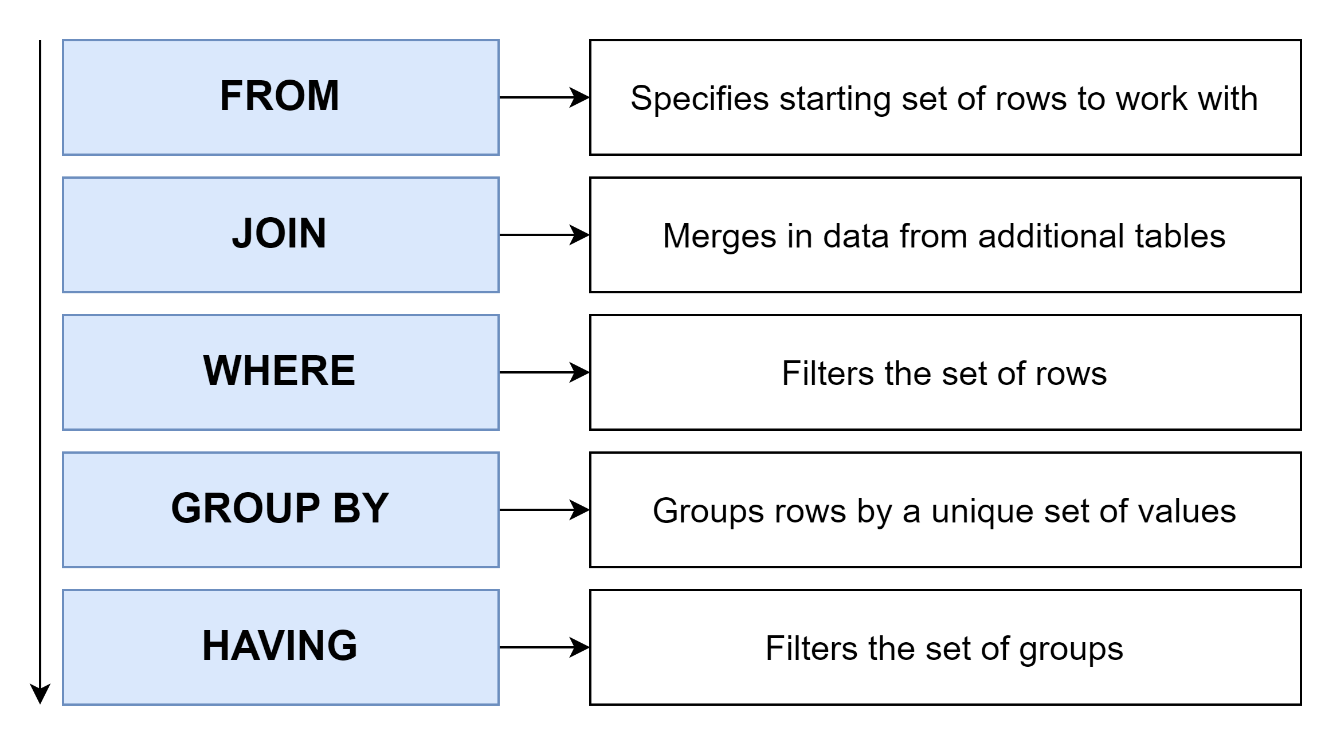 FROM
Specifies starting set of rows to work with
JOIN
Merges in data from additional tables
WHERE
Filters the set of rows
GROUP BY
Groups rows by a unique set of values
HAVING
Filters the set of groups